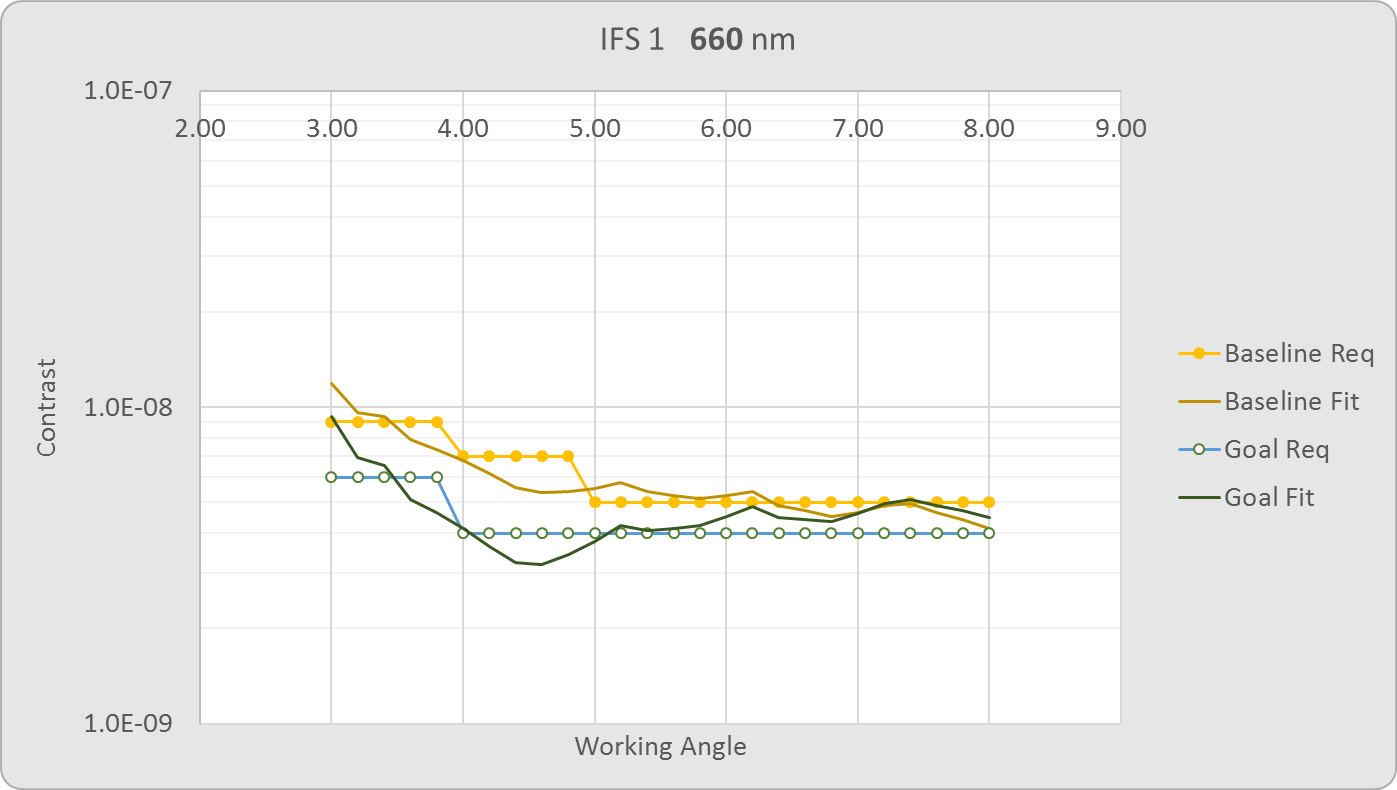 IFS 1 660 nm
1.0E-07
2.00 3.00 4.00 5.00 6.00 7.00 8.00 9.00
Contrast
1.0E-08
Baseline Req
Baseline Fit
Goal Req
Goal Fit
1.0E-09
Working Angle